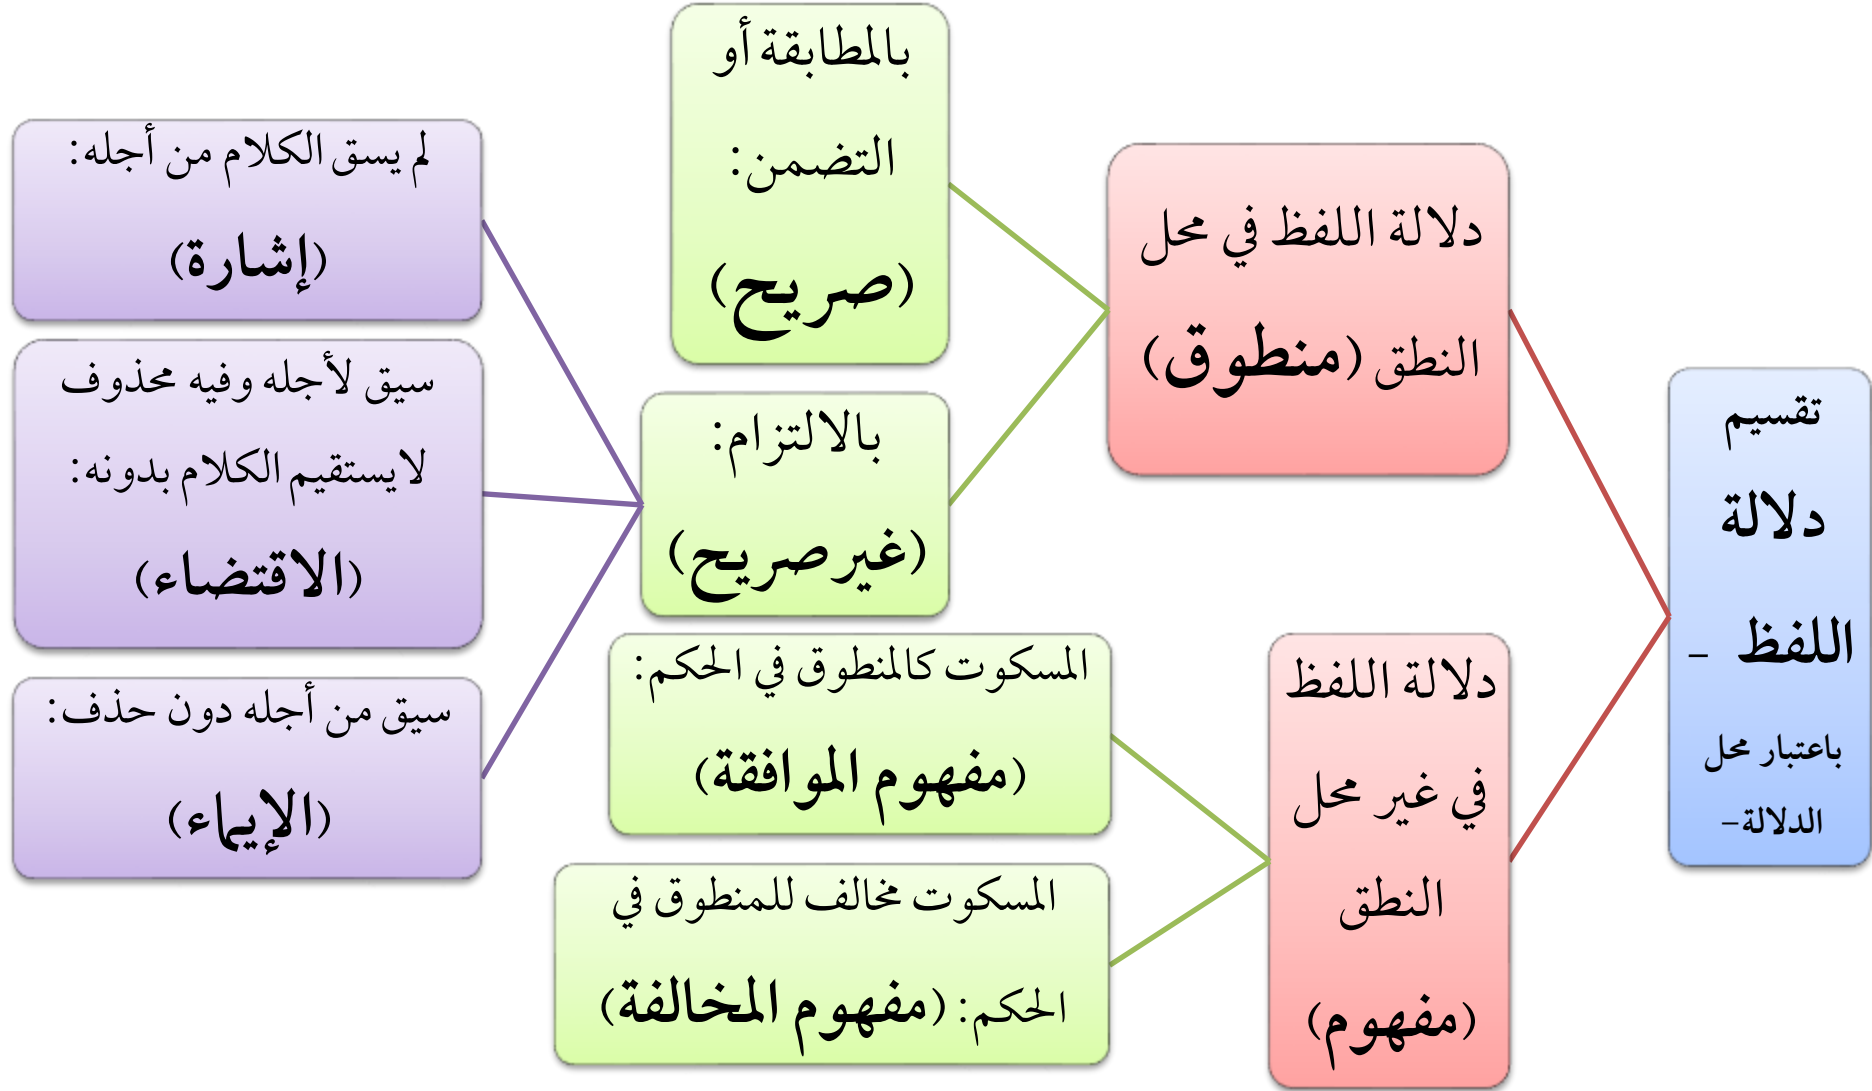 تقسيم
دلالة
اللفظ -
باعتبار محل
الدلالة-
دلالة اللفظ في محل
النطق (منطوق)
بالمطابقة أو
التضمن:
(صريح)
بالالتزام:
(غير صريح)
لم يسق الكلام من أجله:
(إشارة)
سيق لأجله وفيه محذوف
لا يستقيم الكلام بدونه:
(الاقتضاء)
سيق من أجله دون حذف:
(الإيماء)
دلالة اللفظ
في غير محل
النطق
(مفهوم)
المسكوت كالمنطوق في الحكم:
(مفهوم الموافقة)
المسكوت مخالف للمنطوق في
الحكم: (مفهوم المخالفة)